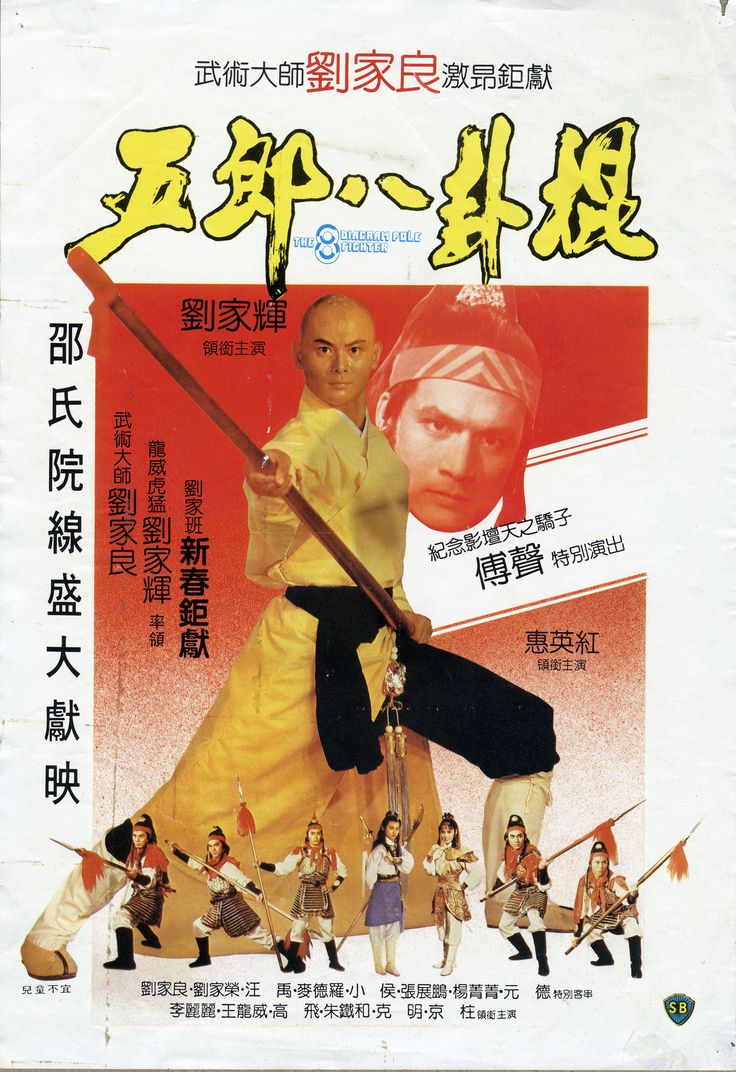 武術大師劉家良激昂鉅獻
五郎八卦棍
THE 8 DIAGRAM POLE FIGHTER
劉家輝
領銜主演
邵氏院線盛大獻映
劉家班新春鉅獻
龍威虎猛劉家輝率領
武術大師劉家良
紀念影壇天之驕子
傅聲特別演出
惠英紅
領銜主演
兒童不宜
劉家良·劉家榮·汪禹·麥德羅·小侯·張展鵬·楊菁菁·元德特別客串
李麗麗·王龍威·高飛·朱鐵和·克明·京柱領銜主演
SB